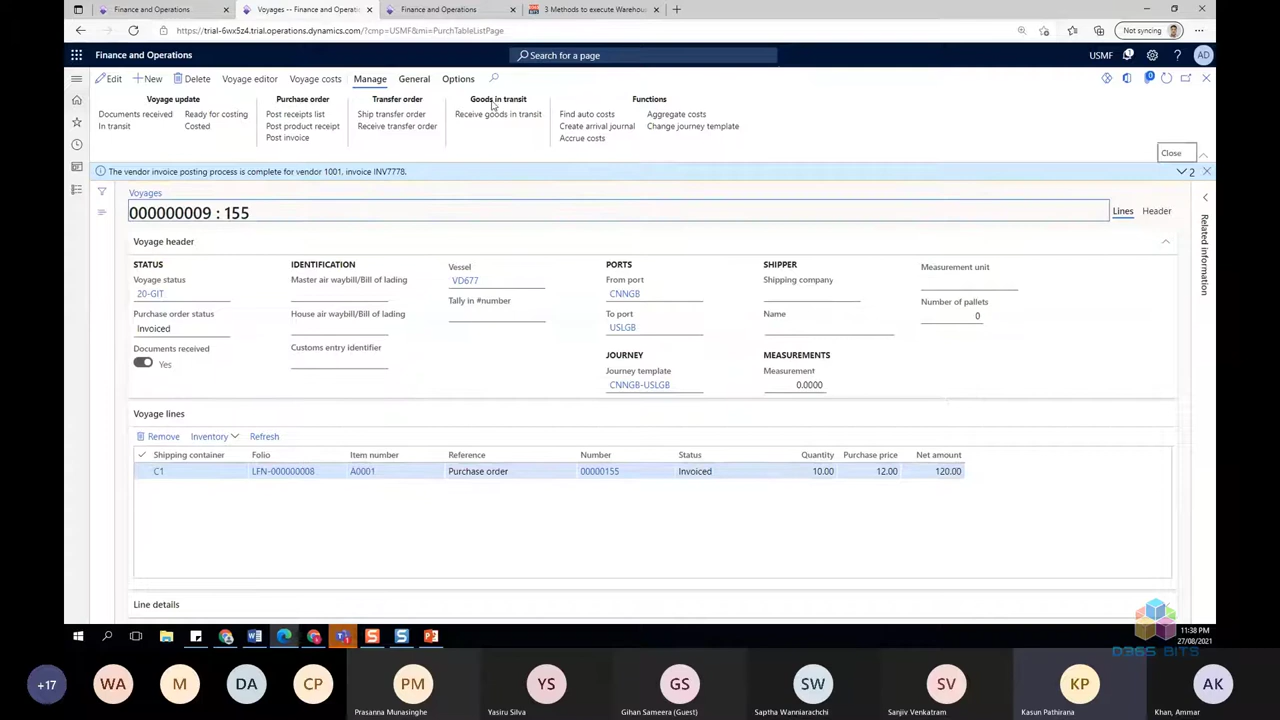 Finance and Operations
Voyages -- Finance and Operatio
Finance and Operations
3 Methods to execute Warehous
https://trial-6wx5z4.trial.operations.dynamics.com/?cmp=USMF&mi=PurchTableListPage
Not syncing
Finance and Operations
Search for a page
USMF
AD
Edit
New
Delete
Voyage editor
Voyage costs
Manage
General
Options
0
Voyage update
Documents received
Ready for costing
In transit
Costed
Purchase order
Post receipts list
Post product receipt
Post invoice
Transfer order
Ship transfer order
Receive transfer order
Goods in transit
Receive goods in transit
Functions
Find auto costs
Aggregate costs
Create arrival journal
Change journey template
Accrue costs
Close
The vendor invoice posting process is complete for vendor 1001, invoice INV7778.
2
Voyages
000000009 : 155
Lines
Header
Related information
Voyage header
STATUS
Voyage status
20-GIT
Purchase order status
Invoiced
Documents received
Yes
IDENTIFICATION
Master air waybill/Bill of lading
House air waybill/Bill of lading
Customs entry identifier
Vessel
VD677
Tally in #number
PORTS
From port
CNNGB
To port
USLGB
JOURNEY
Journey template
CNNGB-USLGB
SHIPPER
Shipping company
Name
MEASUREMENTS
Measurement
0.0000
Measurement unit
Number of pallets
0
Voyage lines
Remove
Inventory
Refresh
Shipping container Folio Item number Reference Number Status Quantity Purchase price Net amount
C1 LFN-000000008 A0001 Purchase order 00000155 Invoiced 10.00 12.00 120.00
Line details
D365 BITS
11:38 PM
27/08/2021
+17
WA
M
DA
CP
PM
Prasanna Munasinghe
YS
Yasiru Silva
GS
Gihan Sameera (Guest)
SW
Saptha Wanniarachchi
SV
Sanjiv Venkatram
KP
Kasun Pathirana
AK
Khan, Ammar